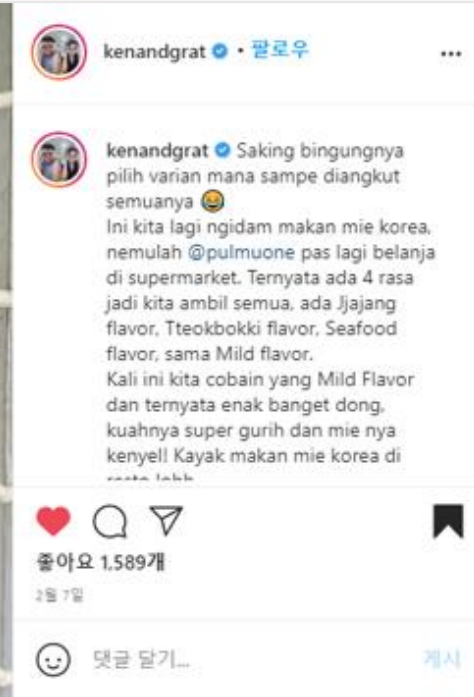 kenandgrat • 팔로우
kenandgrat Saking bingungnya
pilih varian mana sampe diangkut
semuanya 😂
Ini kita lagi ngidam makan mie korea,
nemulah @pulmuone pas lagi belanja
di supermarket. Ternyata ada 4 rasa
jadi kita ambil semua, ada Jjajang
flavor, Tteokbokki flavor, Seafood
flavor, sama Mild flavor.
Kali ini kita cobain yang Mild Flavor
dan ternyata enak banget dong,
kuahnya super gurih dan mie nya
kenyel! Kayak makan mie korea di
좋아요 1,589개
2월 7일
댓글 달기...
게시